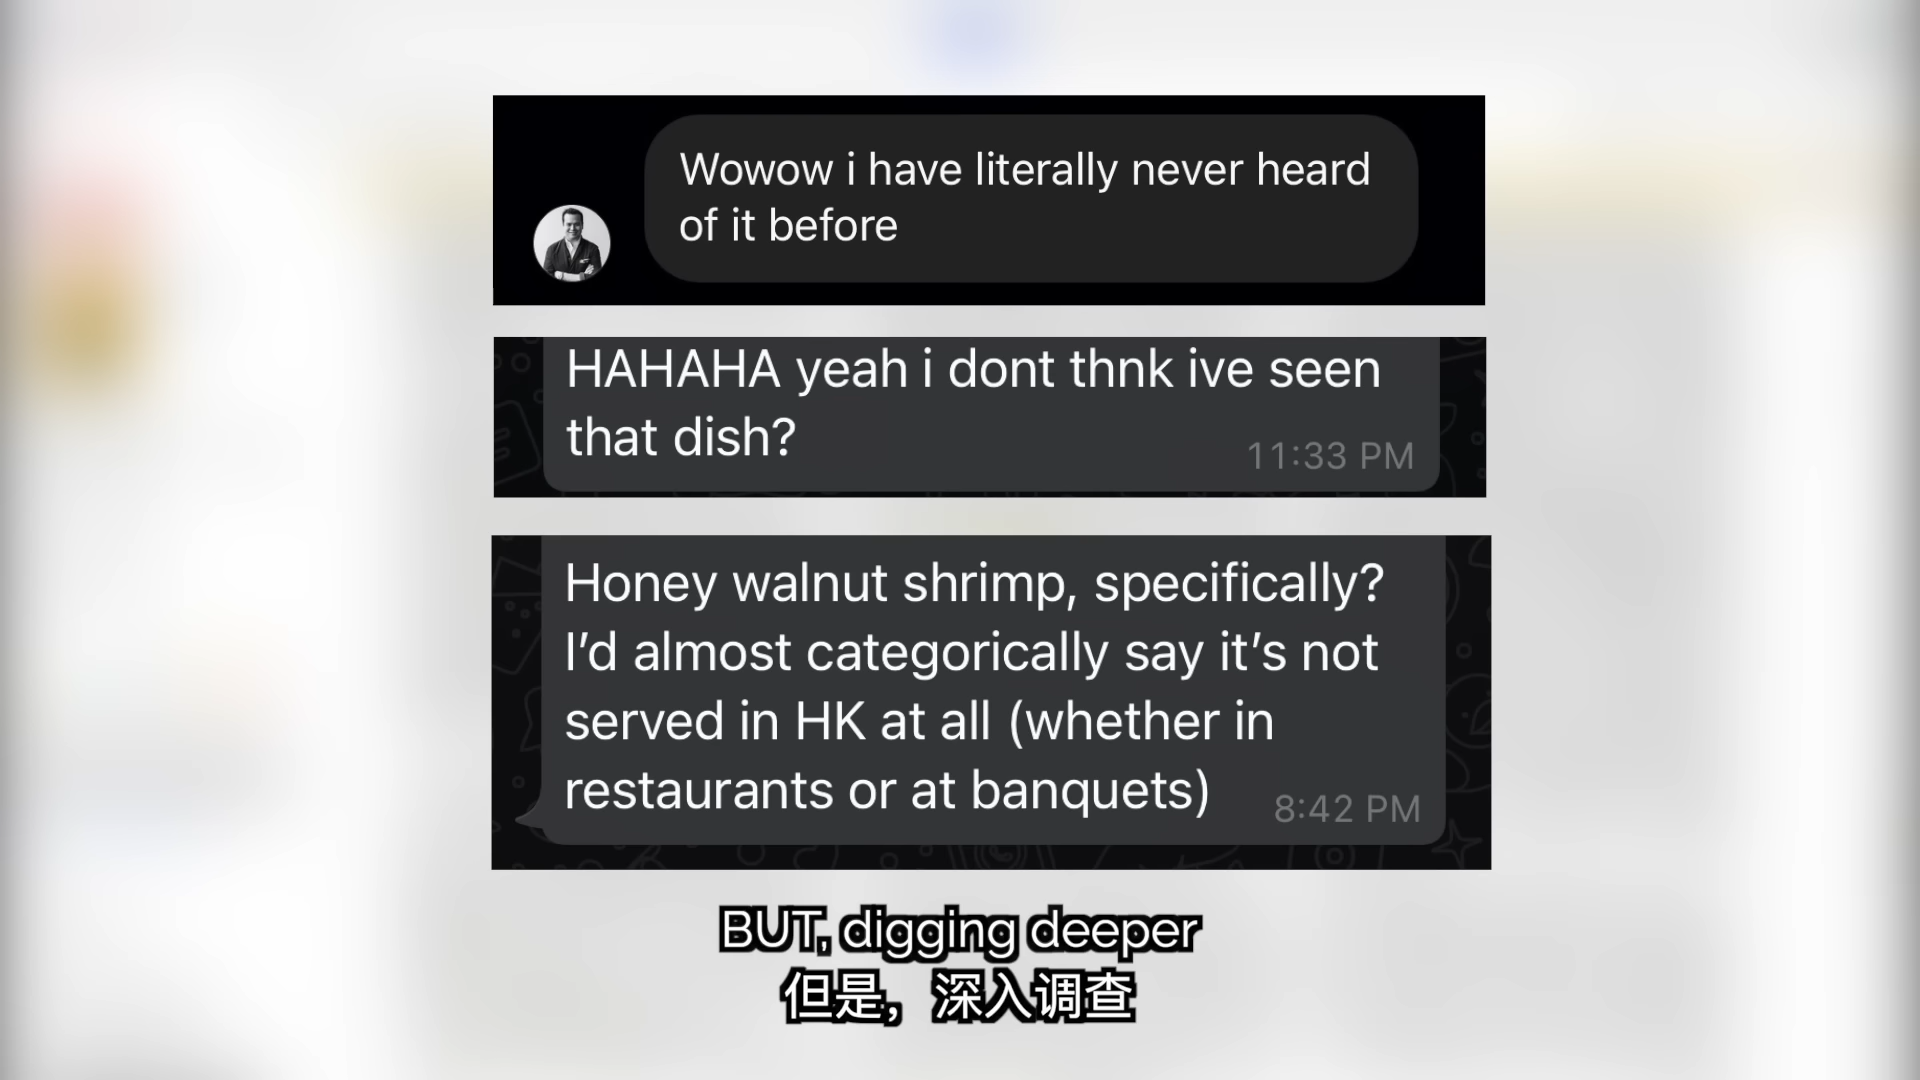 Wowow i have literally never heard
of it before
HAHAHA yeah i dont thnk ive seen
that dish?
11:33 PM
Honey walnut shrimp, specifically?
I’d almost categorically say it’s not
served in HK at all (whether in
restaurants or at banquets)
8:42 PM
BUT, digging deeper
但是，深入调查